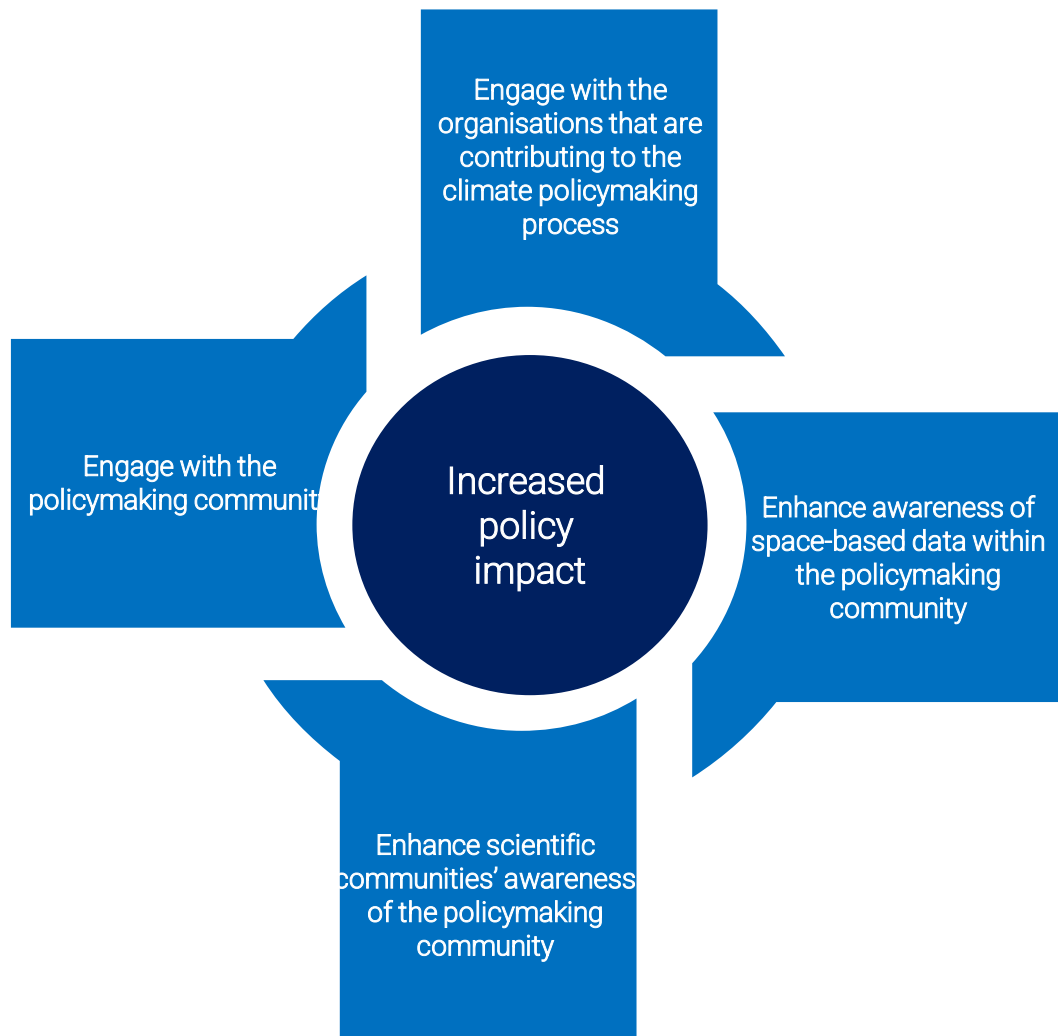 Engage with the
organisations that are
contributing to the
climate policymaking
process
Engage with the
policymaking communit
Increased
policy
impact
Enhance awareness of
space-based data within
the policymaking
community
Enhance scientific
communities’ awareness
of the policymaking
community